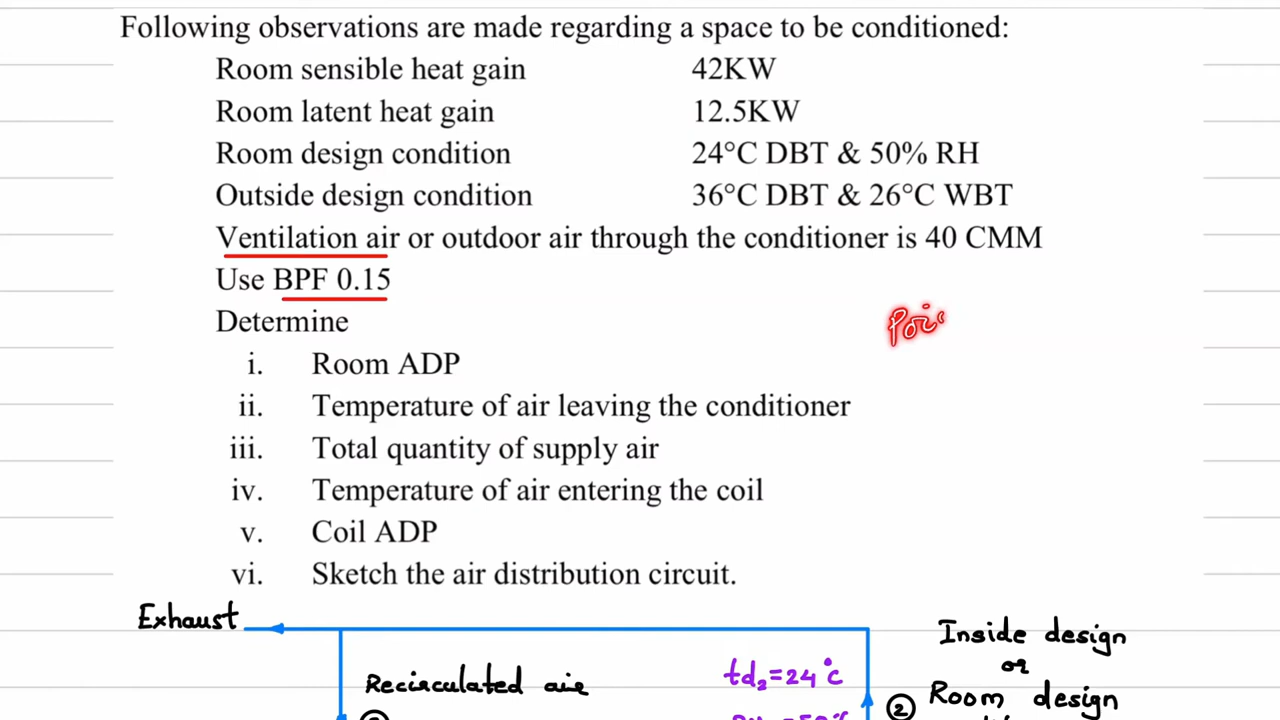 Following observations are made regarding a space to be conditioned:
Room sensible heat gain 42KW
Room latent heat gain 12.5KW
Room design condition 24°C DBT & 50% RH
Outside design condition 36°C DBT & 26°C WBT
Ventilation air or outdoor air through the conditioner is 40 CMM
Use BPF 0.15
Determine
Poi
i. Room ADP
ii. Temperature of air leaving the conditioner
iii. Total quantity of supply air
iv. Temperature of air entering the coil
v. Coil ADP
vi. Sketch the air distribution circuit.
Exhaust
Inside design
or
Recirculated air
td₂=24°C
② Room design